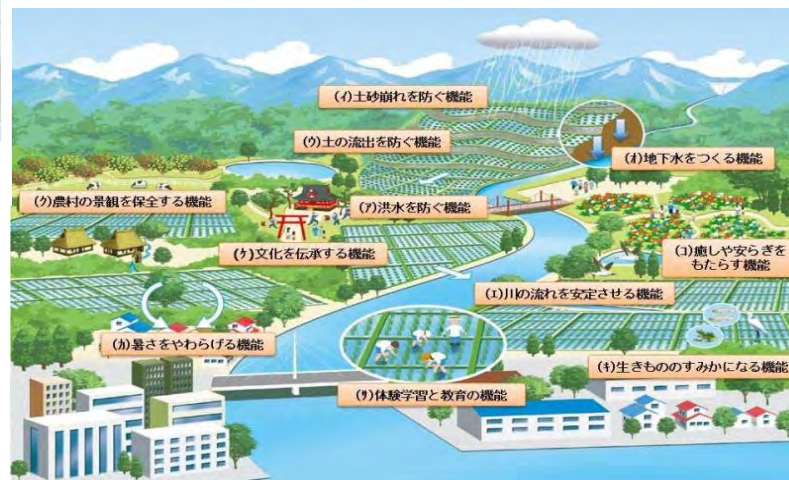 (イ)土砂崩れを防ぐ機能
(ウ)土の流出を防ぐ機能
(オ)地下水をつくる機能
(ク)農村の景観を保全する機能
(ア)洪水を防ぐ機能
(ケ)文化を伝承する機能
(コ)癒しや安らぎを
もたらす機能
(エ)川の流れを安定させる機能
(カ)暑さをやわらげる機能
(キ)生きもののすみかになる機能
(サ)体験学習と教育の機能